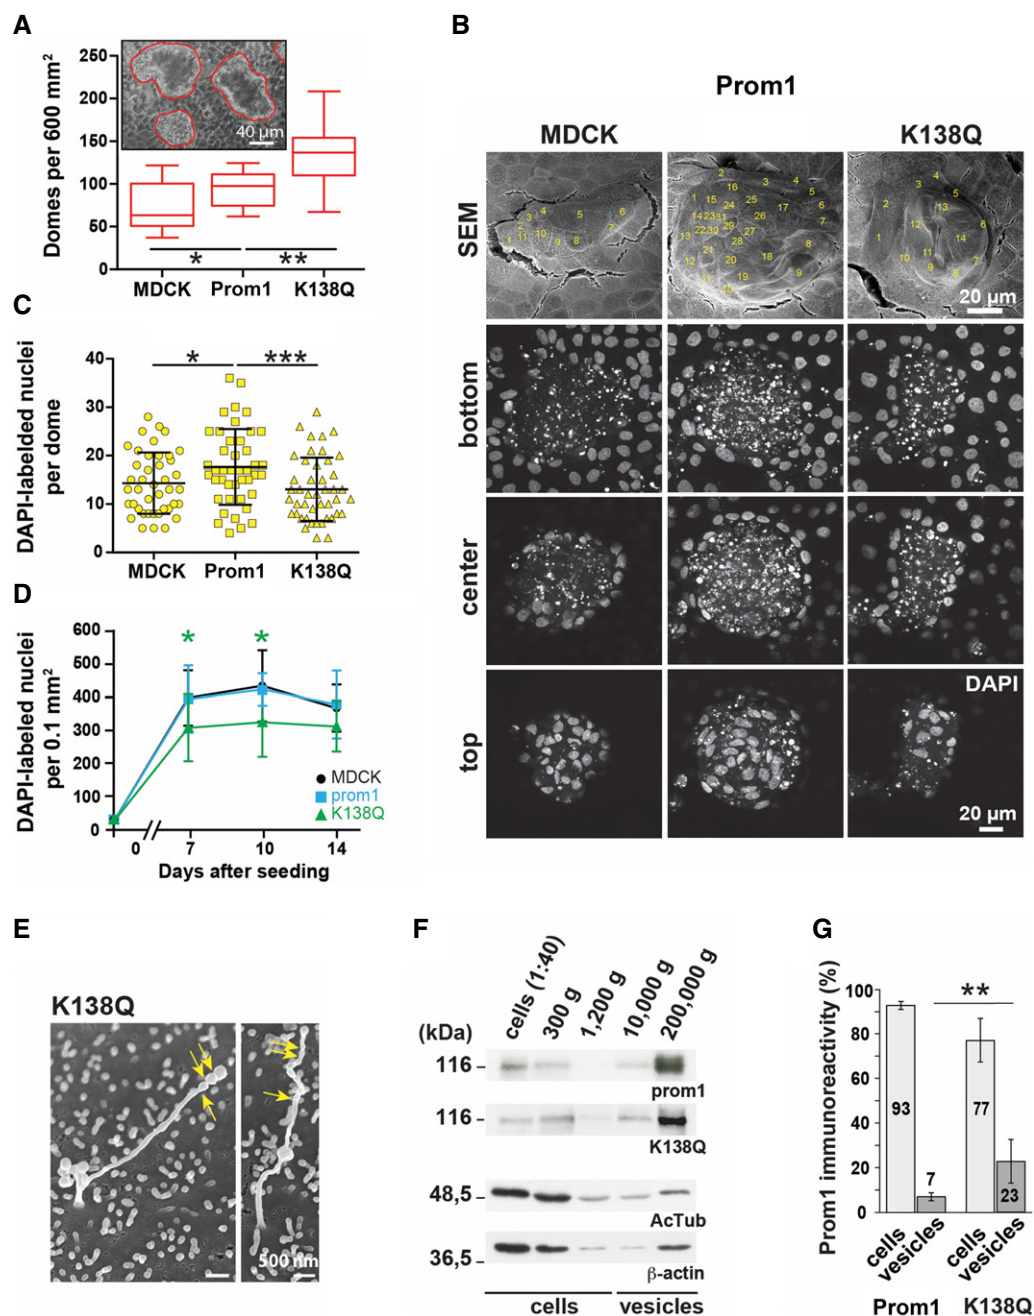 A
Domes per 600 mm²
250
200
150
100
50
0
40 µm
*
**
MDCK
Prom1
K138Q
B
Prom1
MDCK
K138Q
SEM
bottom
center
top
20 µm
DAPI
20 µm
C
DAPI-labeled nuclei per dome
40
30
20
10
0
*
***
MDCK
Prom1
K138Q
D
DAPI-labeled nuclei per 0.1 mm²
600
500
400
300
200
100
0
*
*
MDCK
prom1
K138Q
0 7 10 14
Days after seeding
E
K138Q
500 nm
F
(kDa)
cells (1:40)
300 g
1,200 g
10,000 g
200,000 g
116
prom1
116
K138Q
48,5
AcTub
36,5
β-actin
cells
vesicles
G
Prom1 immunoreactivity (%)
100
80
60
40
20
0
**
93
7
77
23
cells
vesicles
cells
vesicles
Prom1
K138Q